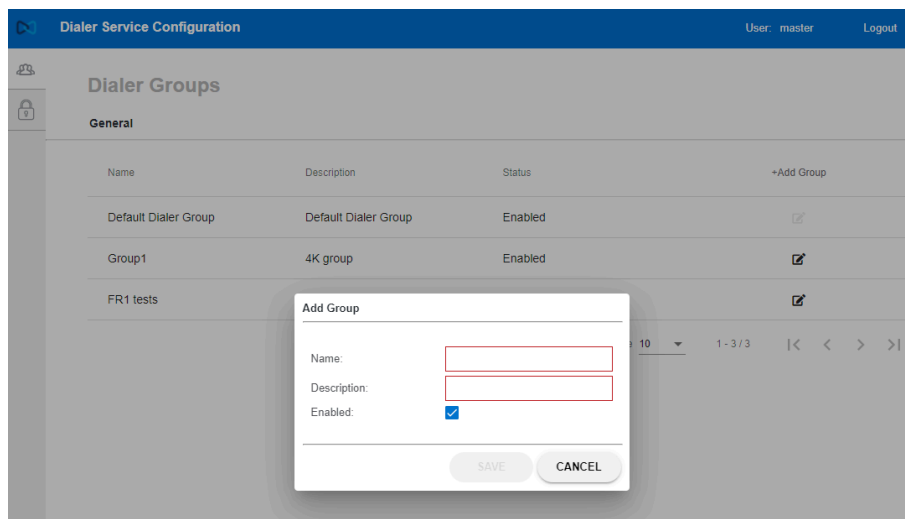 Dialer Service Configuration User: master Logout
Dialer Groups
General
Name Description Status +Add Group
Default Dialer Group Default Dialer Group Enabled
Group1 4K group Enabled
FR1 tests
Add Group
10 1 - 3 / 3
Name:
Description:
Enabled:
SAVE CANCEL